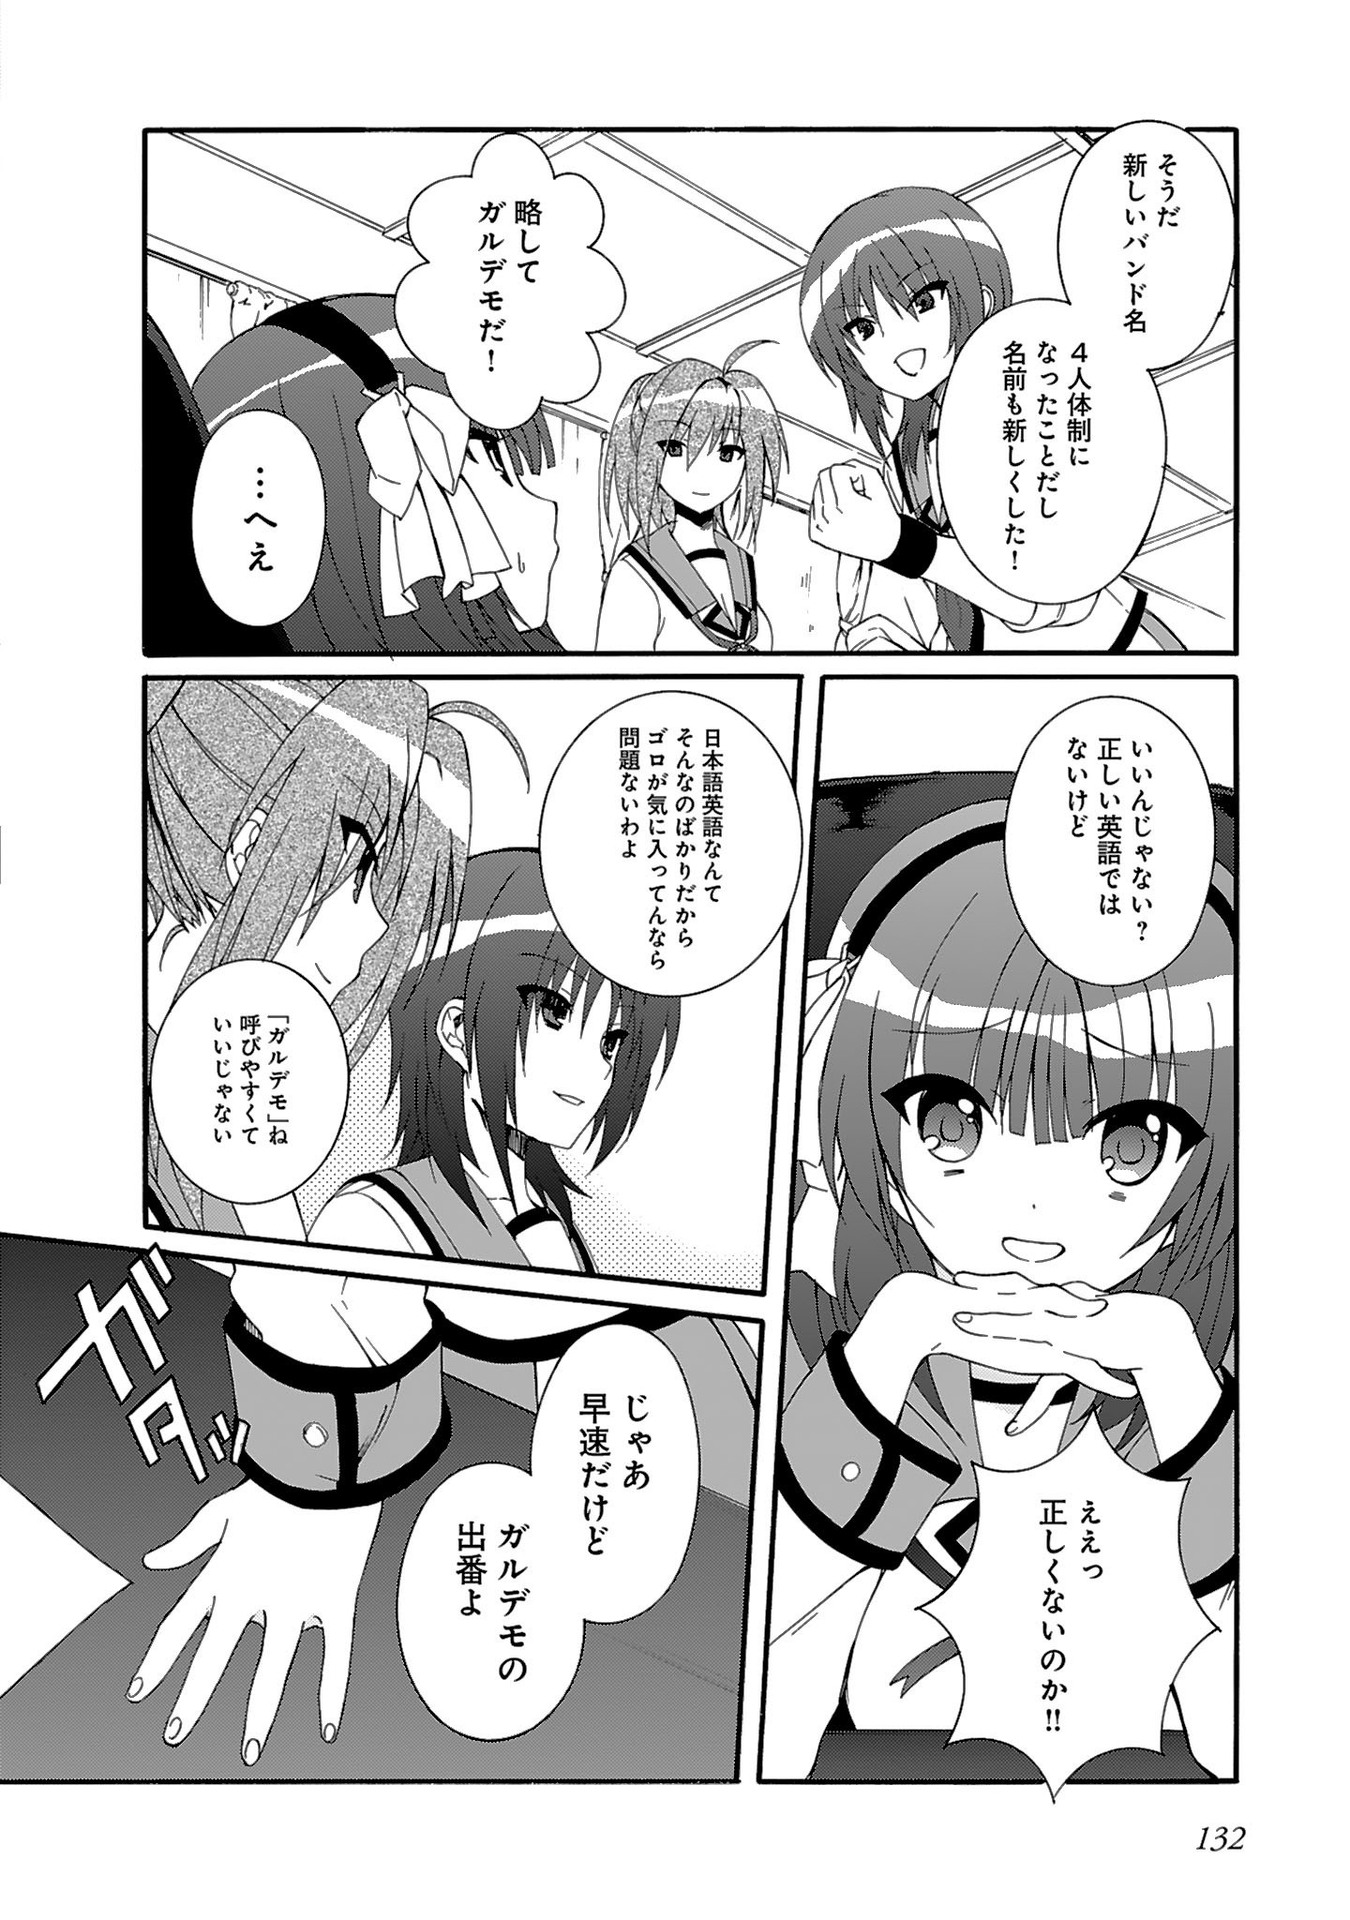 そうだ
新しいバンド名
４人体制に
なったことだし
名前も新しくした！
略して
ガルデモだ！
…へえ
いいんじゃない？
正しい英語では
ないけど
ええっ
正しくないのか!!
日本語英語なんて
そんなのばかりだから
ゴロが気に入ってんなら
問題ないわよ
「ガルデモ」ね
呼びやすくて
いいじゃない
ガタッ
じゃあ
早速だけど
ガルデモの
出番よ
132